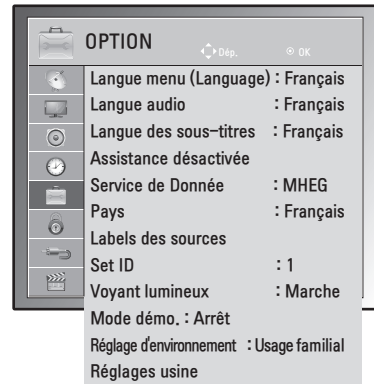 OPTION
Dép. OK
Langue menu (Language) : Français
Langue audio : Français
Langue des sous-titres : Français
Assistance désactivée
Service de Donnée : MHEG
Pays : Français
Labels des sources
Set ID : 1
Voyant lumineux : Marche
Mode démo. : Arrêt
Réglage d'environnement : Usage familial
Réglages usine